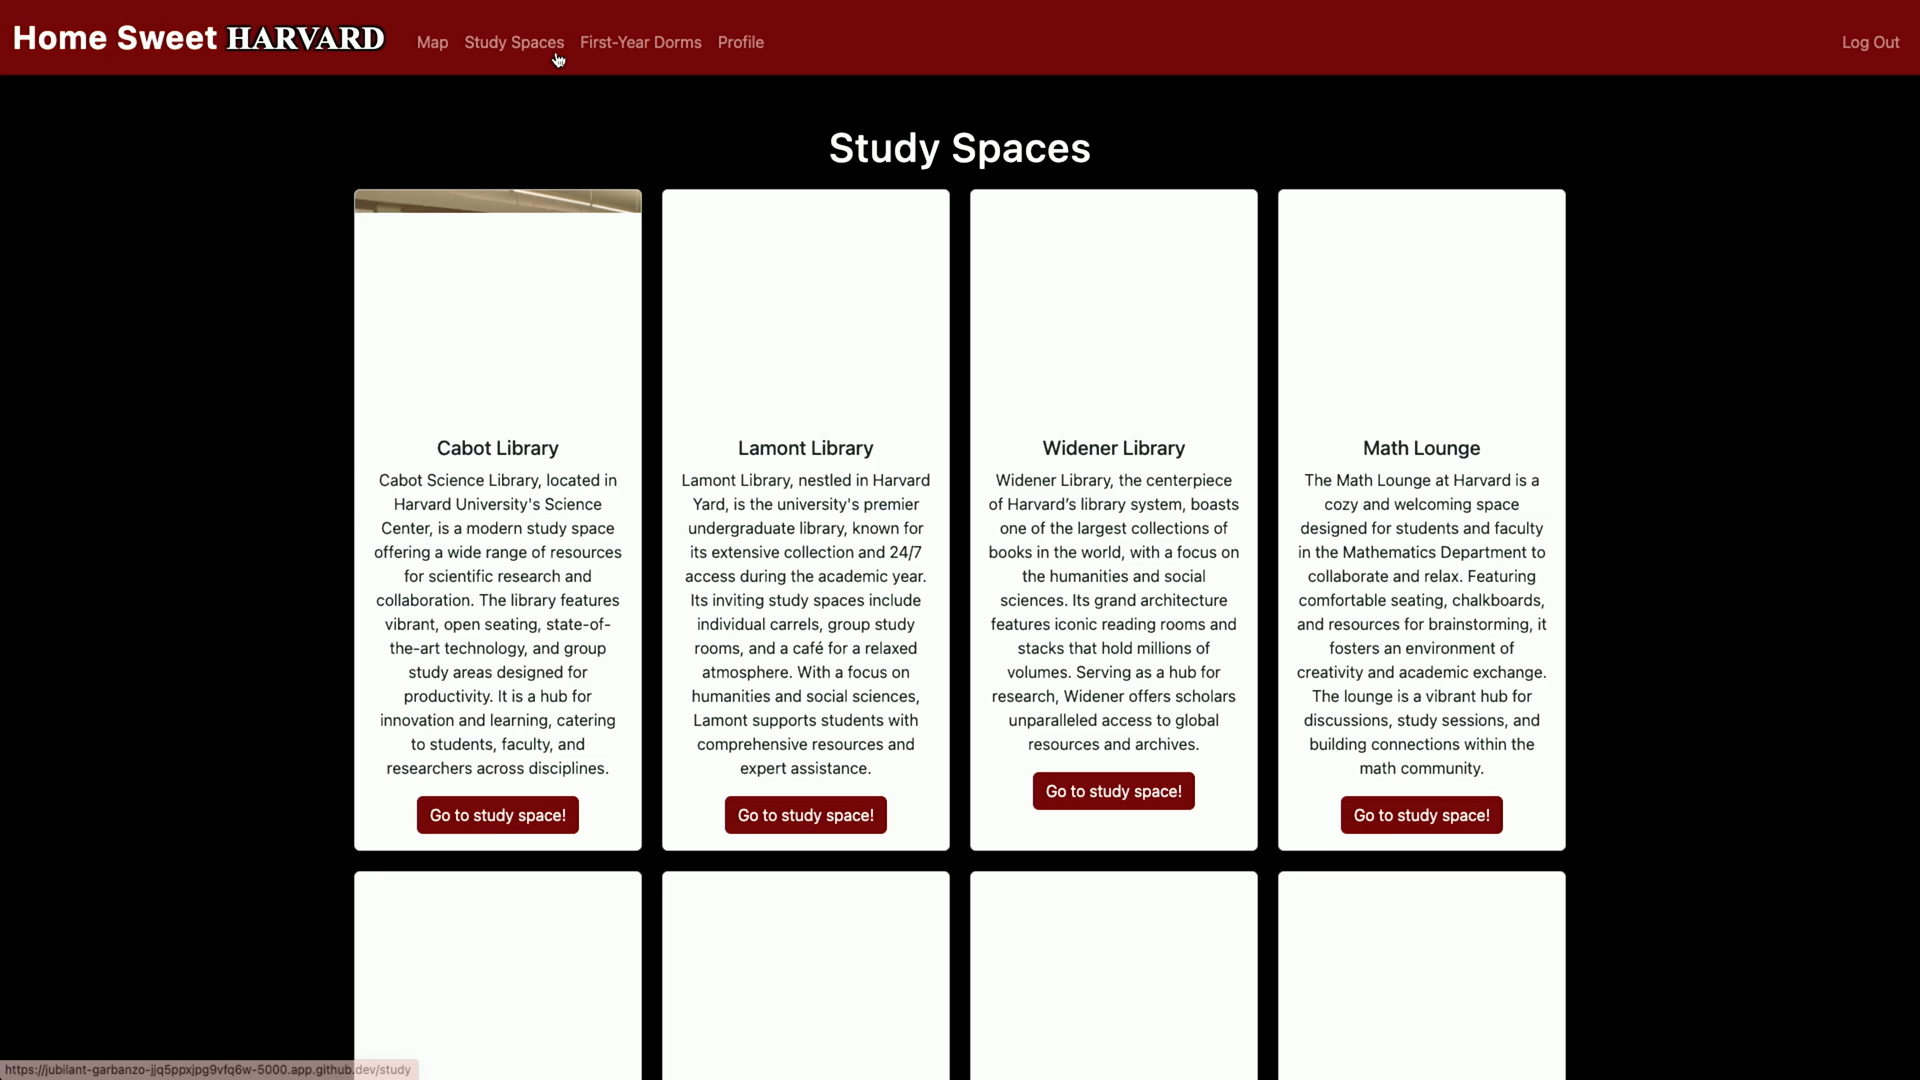 Home Sweet HARVARD
Map
Study Spaces
First-Year Dorms
Profile
Log Out
Study Spaces
Cabot Library
Cabot Science Library, located in
Harvard University's Science
Center, is a modern study space
offering a wide range of resources
for scientific research and
collaboration. The library features
vibrant, open seating, state-of-
the-art technology, and group
study areas designed for
productivity. It is a hub for
innovation and learning, catering
to students, faculty, and
researchers across disciplines.
Go to study space!
Lamont Library
Lamont Library, nestled in Harvard
Yard, is the university's premier
undergraduate library, known for
its extensive collection and 24/7
access during the academic year.
Its inviting study spaces include
individual carrels, group study
rooms, and a café for a relaxed
atmosphere. With a focus on
humanities and social sciences,
Lamont supports students with
comprehensive resources and
expert assistance.
Go to study space!
Widener Library
Widener Library, the centerpiece
of Harvard’s library system, boasts
one of the largest collections of
books in the world, with a focus on
the humanities and social
sciences. Its grand architecture
features iconic reading rooms and
stacks that hold millions of
volumes. Serving as a hub for
research, Widener offers scholars
unparalleled access to global
resources and archives.
Go to study space!
Math Lounge
The Math Lounge at Harvard is a
cozy and welcoming space
designed for students and faculty
in the Mathematics Department to
collaborate and relax. Featuring
comfortable seating, chalkboards,
and resources for brainstorming, it
fosters an environment of
creativity and academic exchange.
The lounge is a vibrant hub for
discussions, study sessions, and
building connections within the
math community.
Go to study space!
https://jubilant-garbanzo-jjq5ppxjpg9vfq6w-5000.app.github.dev/study